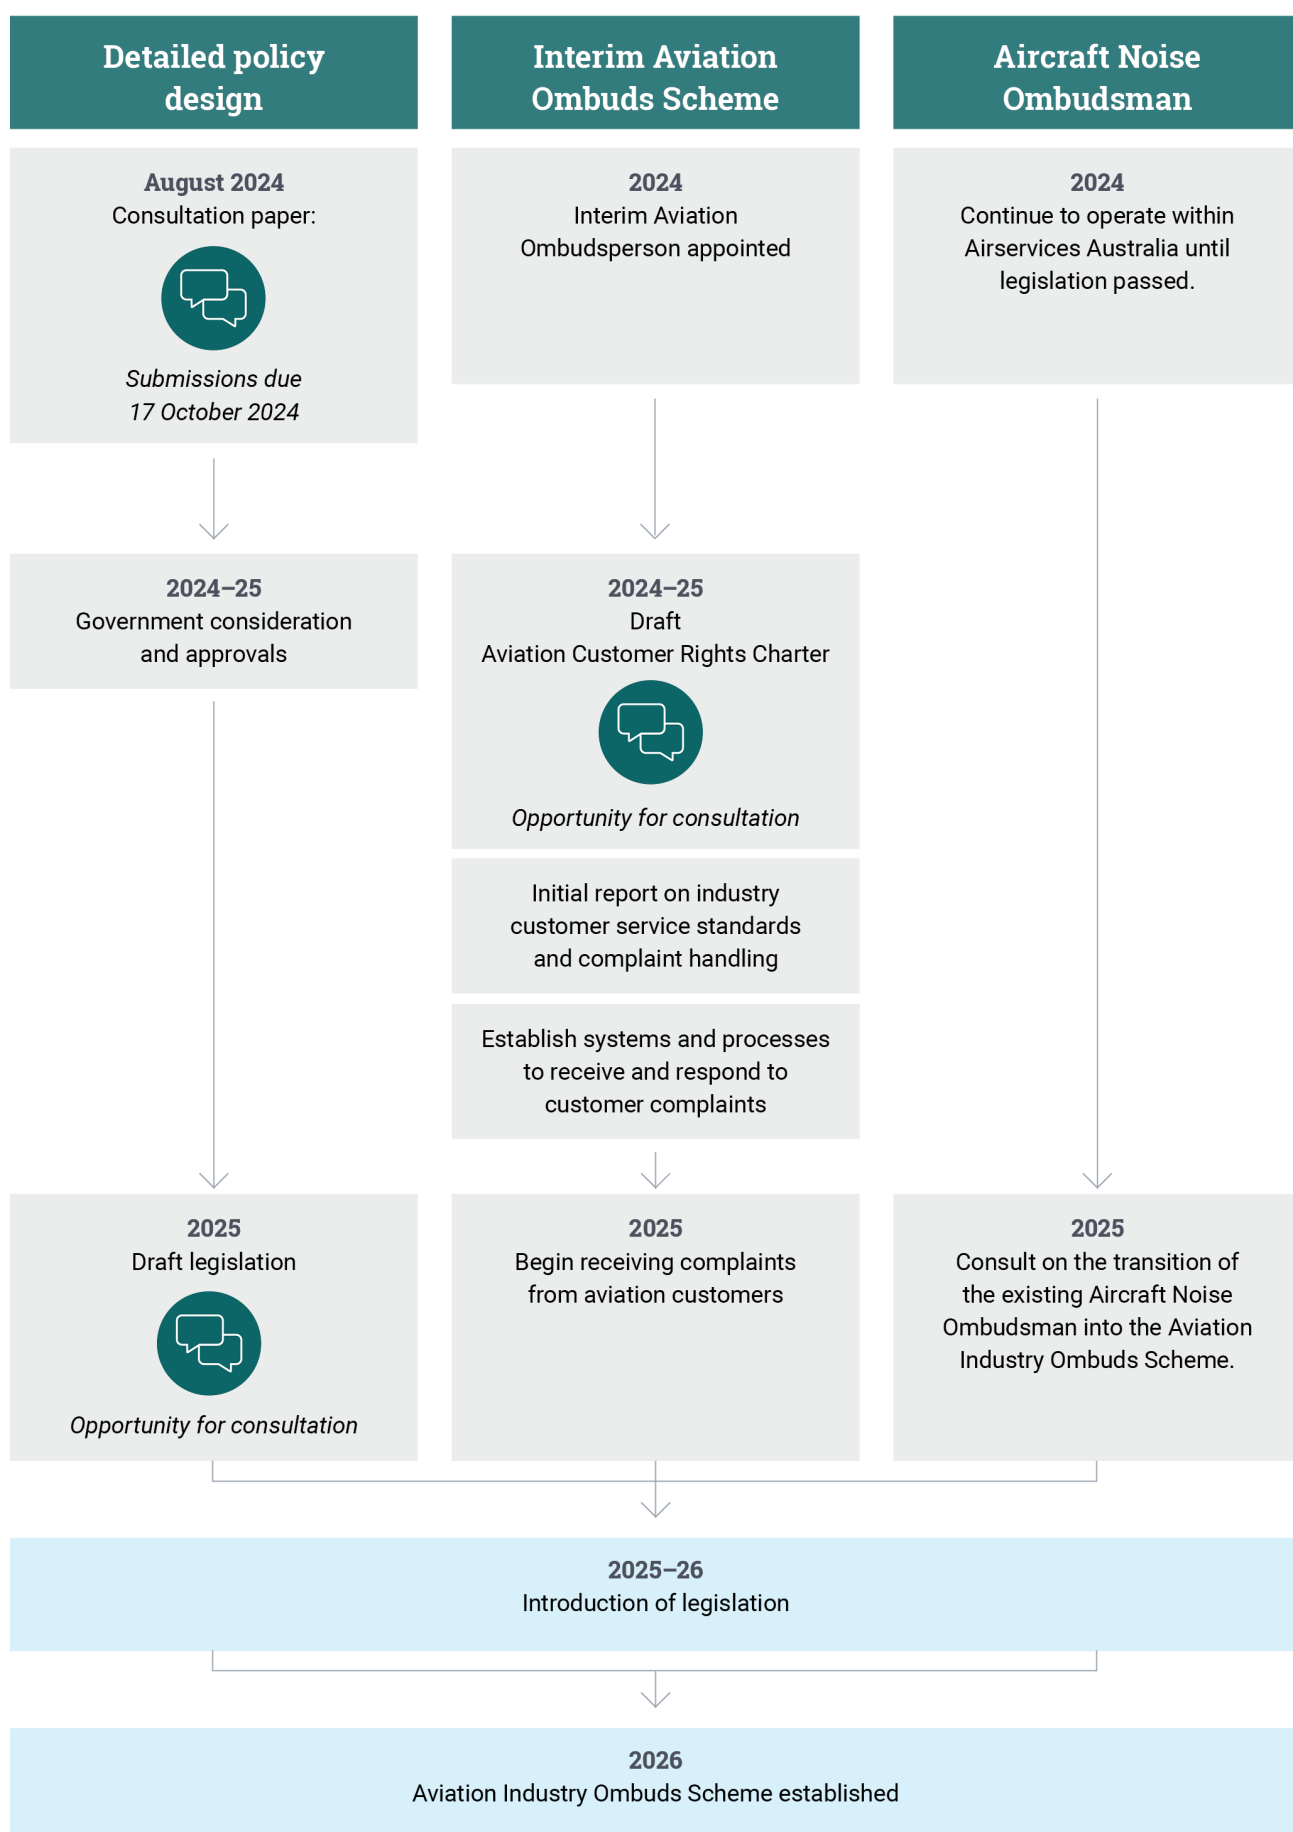 Detailed policy
design
Interim Aviation
Ombuds Scheme
Aircraft Noise
Ombudsman
August 2024
Consultation paper:
Submissions due
17 October 2024
2024
Interim Aviation
Ombudsperson appointed
2024
Continue to operate within
Airservices Australia until
legislation passed.
2024–25
Government consideration
and approvals
2024–25
Draft
Aviation Customer Rights Charter
Opportunity for consultation
Initial report on industry
customer service standards
and complaint handling
Establish systems and processes
to receive and respond to
customer complaints
2025
Draft legislation
Opportunity for consultation
2025
Begin receiving complaints
from aviation customers
2025
Consult on the transition of
the existing Aircraft Noise
Ombudsman into the Aviation
Industry Ombuds Scheme.
2025–26
Introduction of legislation
2026
Aviation Industry Ombuds Scheme established